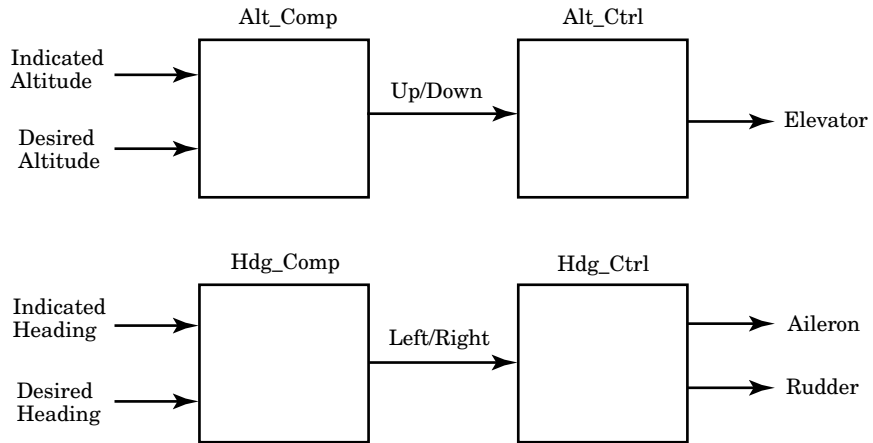 Alt_Comp
Alt_Ctrl
Indicated
Altitude
Up/Down
Desired
Altitude
Elevator
Hdg_Comp
Hdg_Ctrl
Indicated
Heading
Left/Right
Aileron
Desired
Heading
Rudder